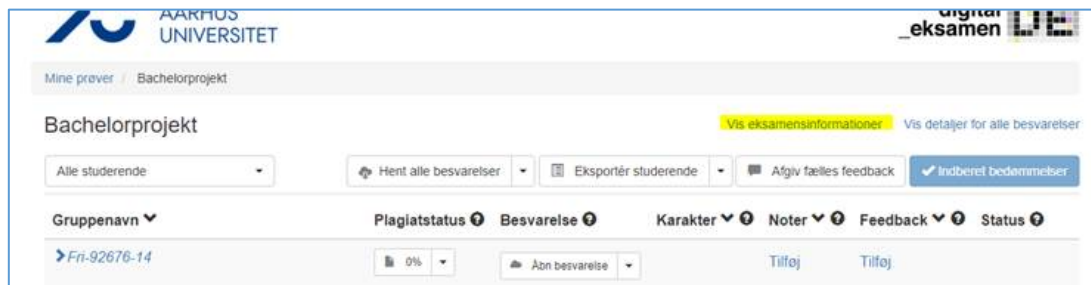 AARHUS
UNIVERSITET
digital
_eksamen
Mine prøver / Bachelorprojekt
Bachelorprojekt
Vis eksamensinformationer Vis detaljer for alle besvarelser
Alle studerende Hent alle besvarelser Eksportér studerende Afgiv fælles feedback Indberet bedømmelser
Gruppenavn Plagiatstatus Besvarelse Karakter Noter Feedback Status
Fri-92676-14 0% Åbn besvarelse Tilføj Tilføj